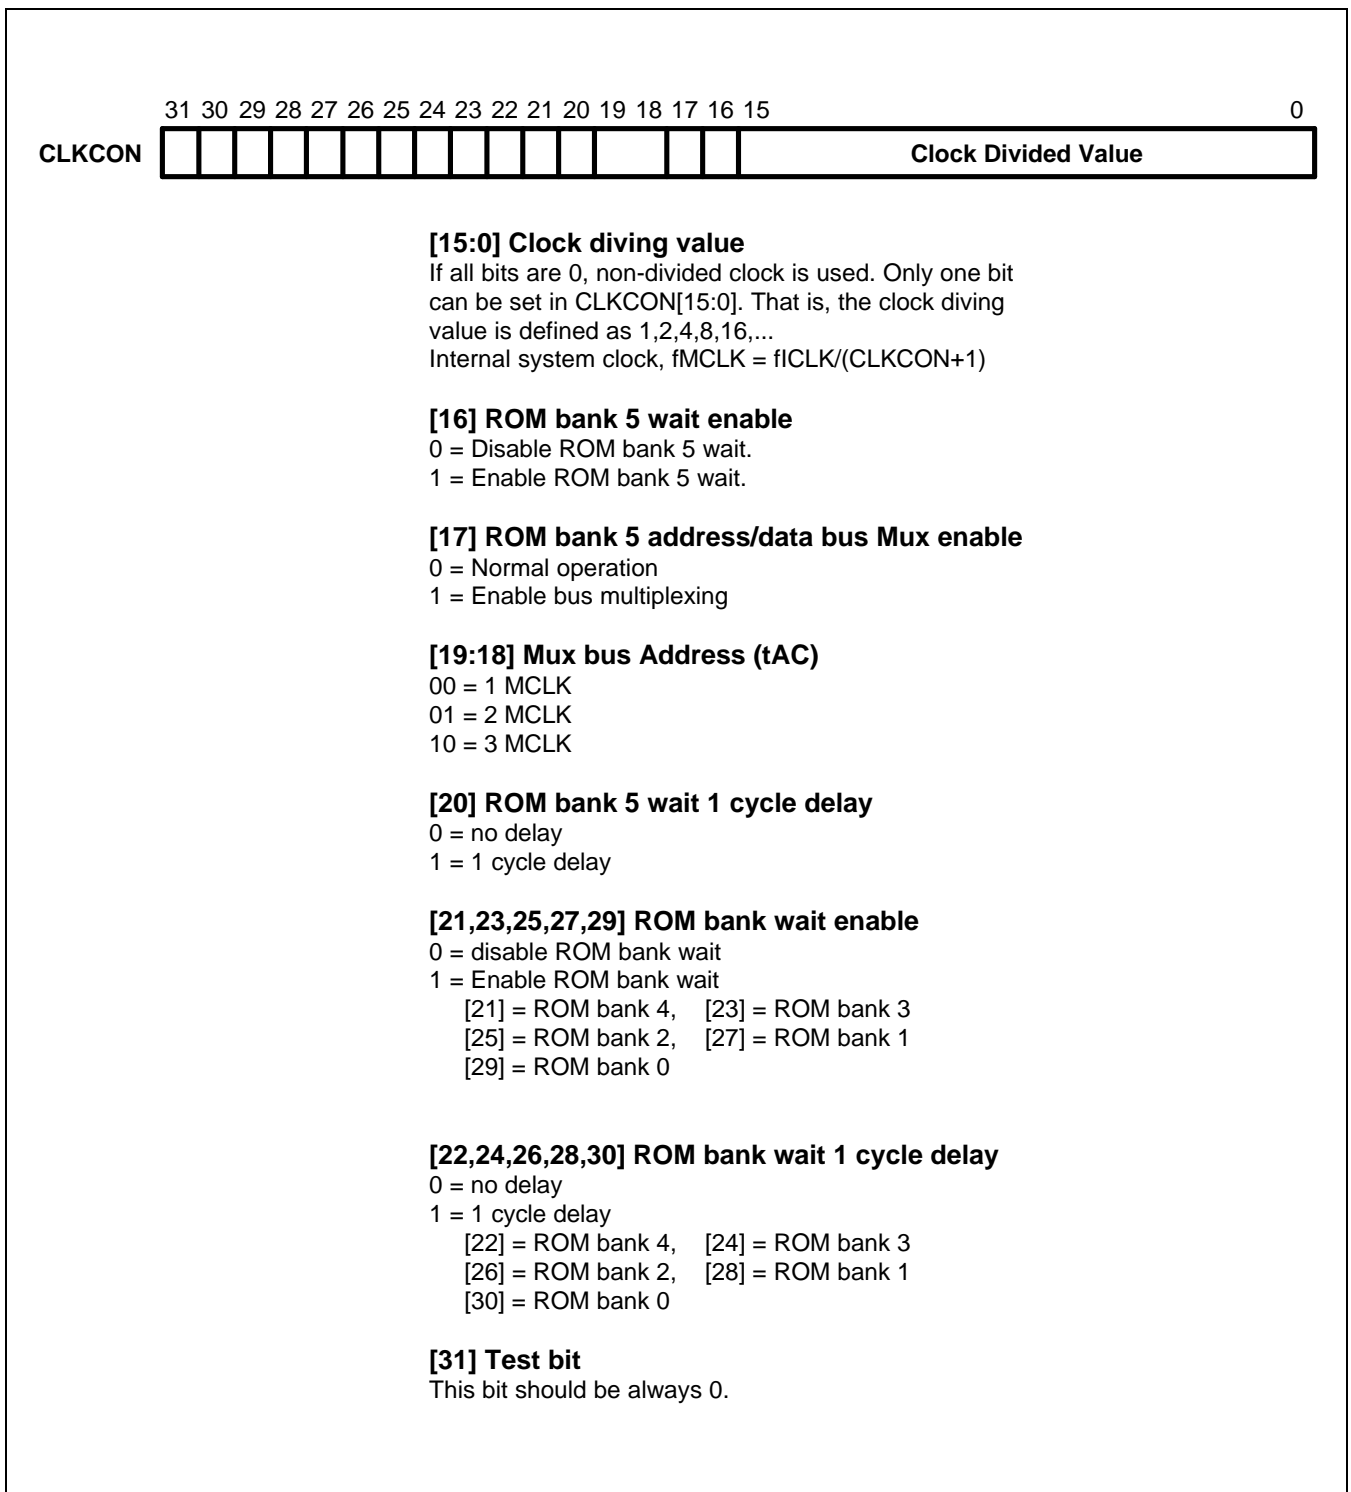 31 30 29 28 27 26 25 24 23 22 21 20 19 18 17 16 15 0
CLKCON Clock Divided Value
[15:0] Clock diving value
If all bits are 0, non-divided clock is used. Only one bit
can be set in CLKCON[15:0]. That is, the clock diving
value is defined as 1,2,4,8,16,...
Internal system clock, fMCLK = fICLK/(CLKCON+1)
[16] ROM bank 5 wait enable
0 = Disable ROM bank 5 wait.
1 = Enable ROM bank 5 wait.
[17] ROM bank 5 address/data bus Mux enable
0 = Normal operation
1 = Enable bus multiplexing
[19:18] Mux bus Address (tAC)
00 = 1 MCLK
01 = 2 MCLK
10 = 3 MCLK
[20] ROM bank 5 wait 1 cycle delay
0 = no delay
1 = 1 cycle delay
[21,23,25,27,29] ROM bank wait enable
0 = disable ROM bank wait
1 = Enable ROM bank wait
[21] = ROM bank 4, [23] = ROM bank 3
[25] = ROM bank 2, [27] = ROM bank 1
[29] = ROM bank 0
[22,24,26,28,30] ROM bank wait 1 cycle delay
0 = no delay
1 = 1 cycle delay
[22] = ROM bank 4, [24] = ROM bank 3
[26] = ROM bank 2, [28] = ROM bank 1
[30] = ROM bank 0
[31] Test bit
This bit should be always 0.